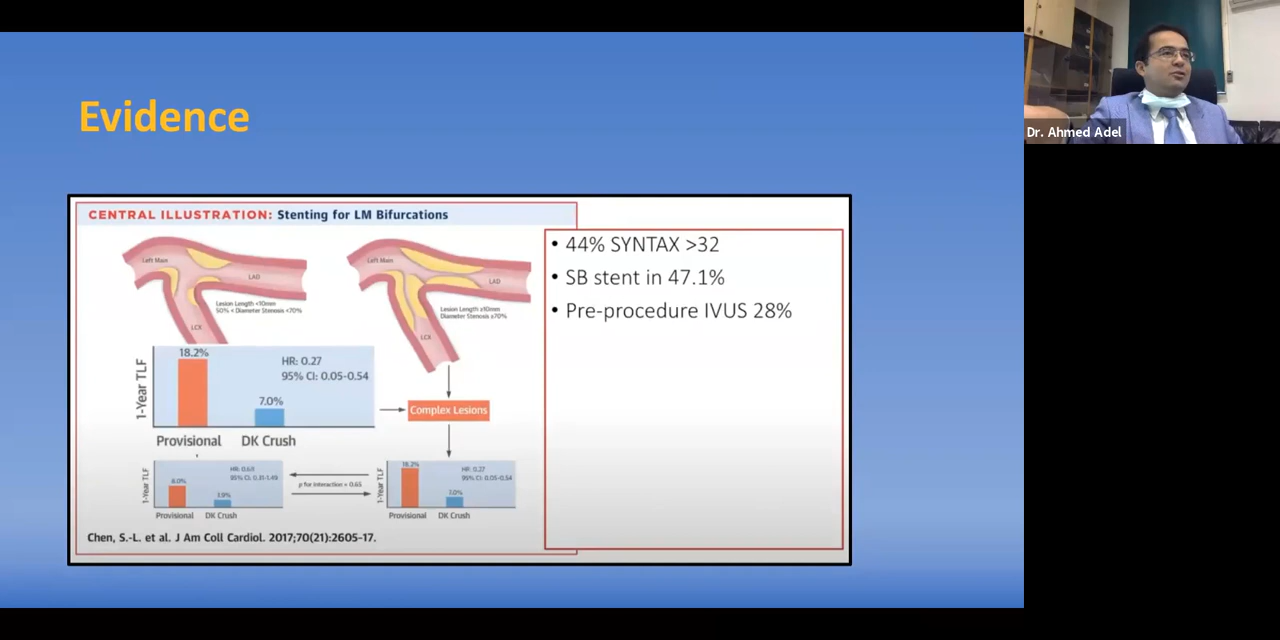 Evidence
CENTRAL ILLUSTRATION: Stenting for LM Bifurcations
Left Main
LAD
Lesion Length <10mm
50% < Diameter Stenosis <70%
LCX
Left Main
LAD
Lesion Length ≥10mm
Diameter Stenosis ≥70%
LCX
1-Year TLF
18.2%
7.0%
HR: 0.27
95% CI: 0.05-0.54
Provisional
DK Crush
Complex Lesions
1-Year TLF
8.0%
HR:
95% CI:
Provisional
DK Crush
p for interaction = 0.65
1-Year TLF
18.2%
7.0%
HR: 0.27
95% CI: 0.05-0.54
Provisional
DK Crush
Chen, S.-L. et al. J Am Coll Cardiol. 2017;70(21):2605-17.
• 44% SYNTAX >32
• SB stent in 47.1%
• Pre-procedure IVUS 28%
Dr. Ahmed Adel